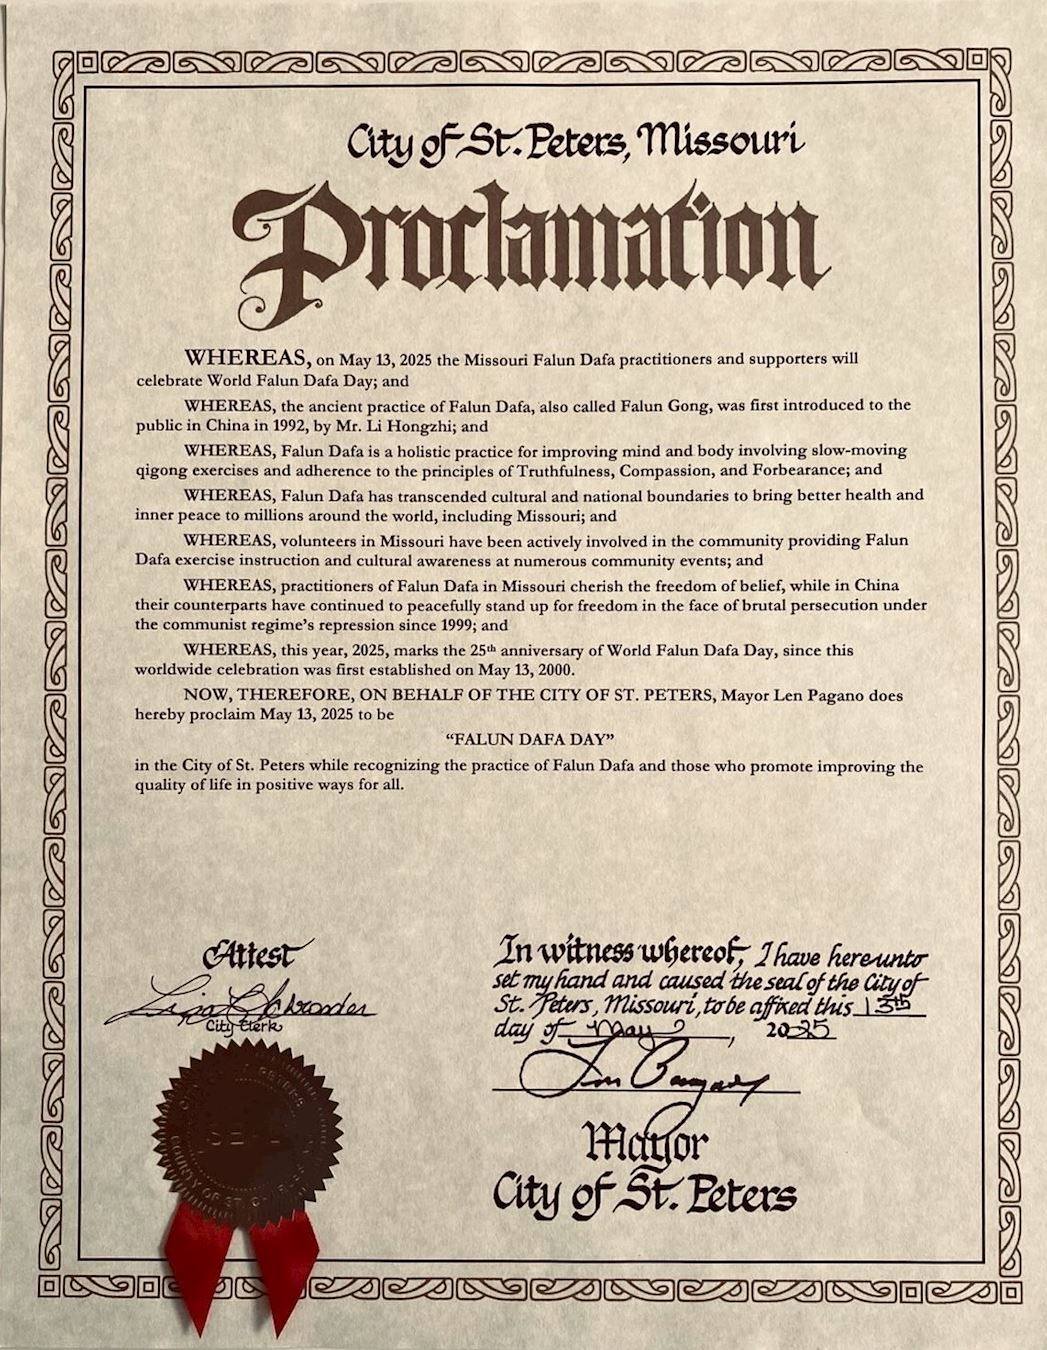 City of St. Peters, Missouri
Proclamation
WHEREAS, on May 13, 2025 the Missouri Falun Dafa practitioners and supporters will
celebrate World Falun Dafa Day; and
WHEREAS, the ancient practice of Falun Dafa, also called Falun Gong, was first introduced to the
public in China in 1992, by Mr. Li Hongzhi; and
WHEREAS, Falun Dafa is a holistic practice for improving mind and body involving slow-moving
qigong exercises and adherence to the principles of Truthfulness, Compassion, and Forbearance; and
WHEREAS, Falun Dafa has transcended cultural and national boundaries to bring better health and
inner peace to millions around the world, including Missouri; and
WHEREAS, volunteers in Missouri have been actively involved in the community providing Falun
Dafa exercise instruction and cultural awareness at numerous community events; and
WHEREAS, practitioners of Falun Dafa in Missouri cherish the freedom of belief, while in China
their counterparts have continued to peacefully stand up for freedom in the face of brutal persecution under
the communist regime's repression since 1999; and
WHEREAS, this year, 2025, marks the 25th anniversary of World Falun Dafa Day, since this
worldwide celebration was first established on May 13, 2000.
NOW, THEREFORE, ON BEHALF OF THE CITY OF ST. PETERS, Mayor Len Pagano does
hereby proclaim May 13, 2025 to be
“FALUN DAFA DAY”
in the City of St. Peters while recognizing the practice of Falun Dafa and those who promote improving the
quality of life in positive ways for all.
Attest
City Clerk
In witness whereof, I have hereunto
set my hand and caused the seal of the City of
St. Peters, Missouri, to be affixed this 13th
day of May, 2025
Mayor
City of St. Peters